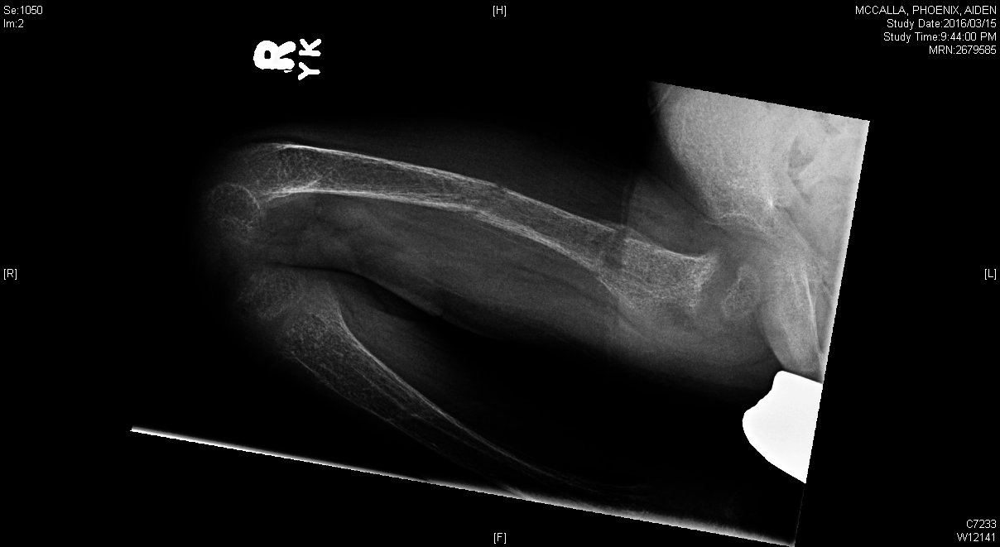 Se:1050
Im:2
[H]
MCCALLA, PHOENIX, AIDEN
Study Date:2016/03/15
Study Time:9:44:00 PM
MRN:2679585
R
YK
[R]
[L]
[F]
C7233
W12141